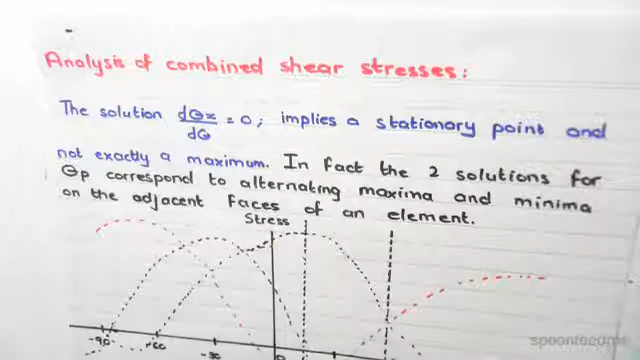 Analysis of combined shear stresses:
The solution dσx/dθ = 0; implies a stationary point and
not exactly a maximum. In fact the 2 solutions for
θp correspond to alternating maxima and minima
on the adjacent faces of an element.
Stress
-90 -60 -30 0
spoonfeedme